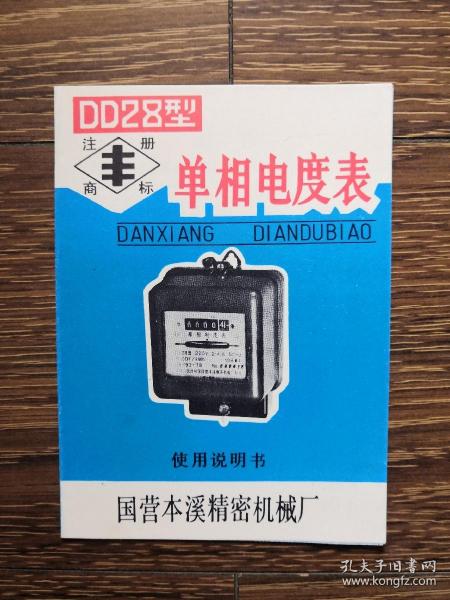 DD28型
注册
商标
单相电度表
DANXIANG DIANDUBIAO
使用说明书
国营本溪精密机械厂
孔夫子旧书网
www.kongfz.com